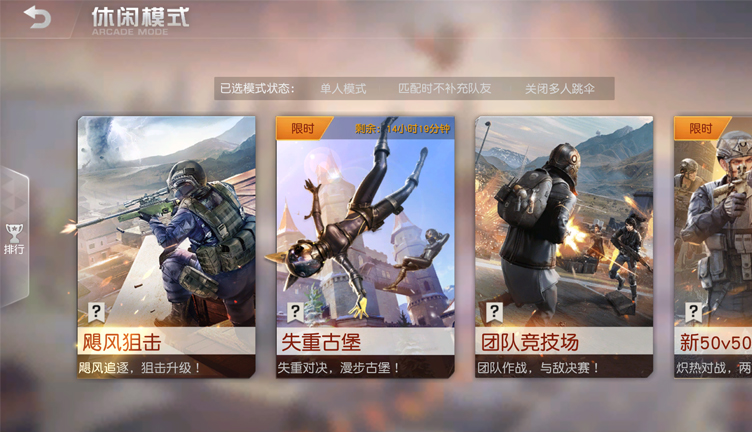 休闲模式
ARCADE MODE
已选模式状态: 单人模式 匹配时不补充队友 关闭多人跳伞
限时 剩余: 14小时19分钟
限时
排行
? ? ? ?
飓风狙击 失重古堡 团队竞技场 新50v50
飓风追逐，狙击升级！ 失重对决，漫步古堡！ 团队作战，与敌决赛！ 炽热对战，两